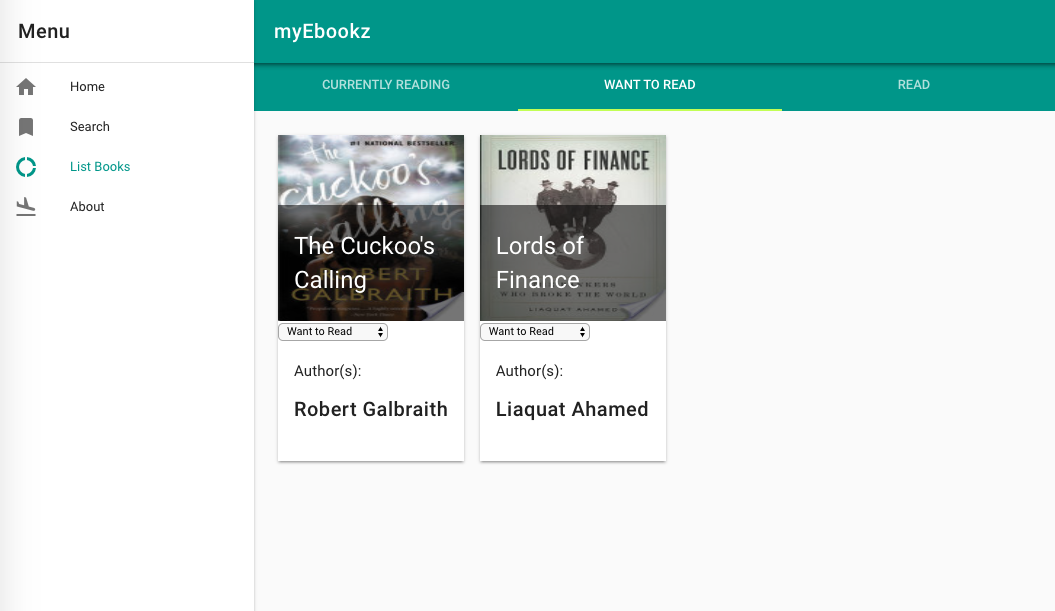 Menu
myEbookz
Home
Search
List Books
About
CURRENTLY READING
WANT TO READ
READ
#1 NATIONAL BESTSELLER
the
cuckoo's
calling
The Cuckoo's
Calling
ROBERT
GALBRAITH
Want to Read
Author(s):
Robert Galbraith
LORDS OF FINANCE
Lords of
Finance
WHO BROKE THE WORLD
LIAQUAT AHAMED
Want to Read
Author(s):
Liaquat Ahamed